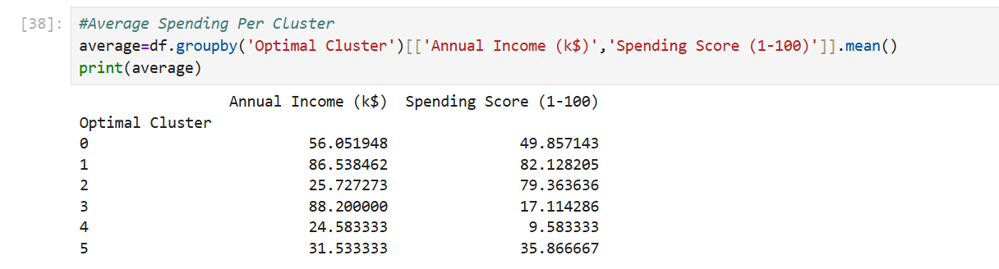 [38]: #Average Spending Per Cluster
average=df.groupby('Optimal Cluster')[['Annual Income (k$)','Spending Score (1-100)']].mean()
print(average)
Annual Income (k$)  Spending Score (1-100)
Optimal Cluster
0 56.051948 49.857143
1 86.538462 82.128205
2 25.727273 79.363636
3 88.200000 17.114286
4 24.583333 9.583333
5 31.533333 35.866667